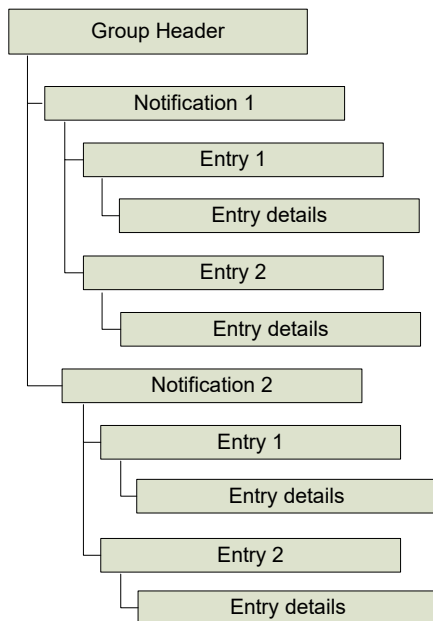 Group Header
Notification 1
Entry 1
Entry details
Entry 2
Entry details
Notification 2
Entry 1
Entry details
Entry 2
Entry details